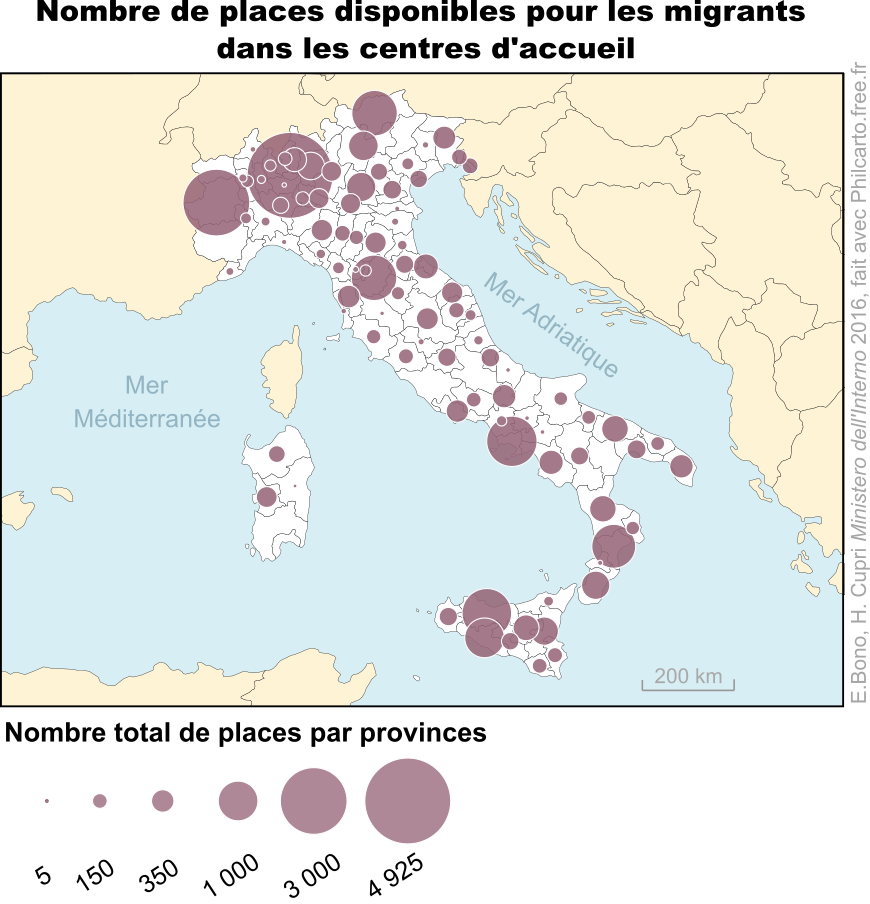 Nombre de places disponibles pour les migrants
dans les centres d'accueil
E.Bono, H. Cupri Ministero dell'Interno 2016, fait avec Philcarto.free.fr
Mer Adriatique
Mer
Méditerranée
200 km
Nombre total de places par provinces
5
150
350
1 000
3 000
4 925